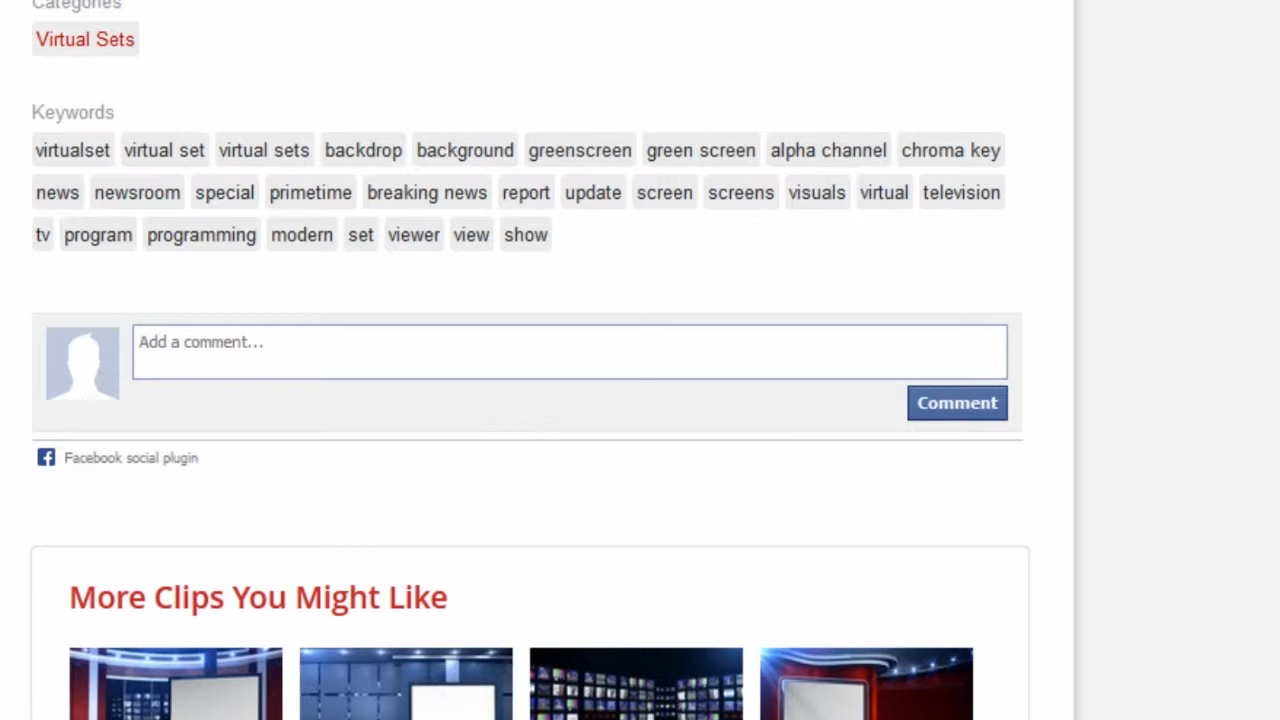 Categories
Virtual Sets
Keywords
virtualset virtual set virtual sets backdrop background greenscreen green screen alpha channel chroma key
news newsroom special primetime breaking news report update screen screens visuals virtual television
tv program programming modern set viewer view show
Add a comment...
Comment
Facebook social plugin
More Clips You Might Like